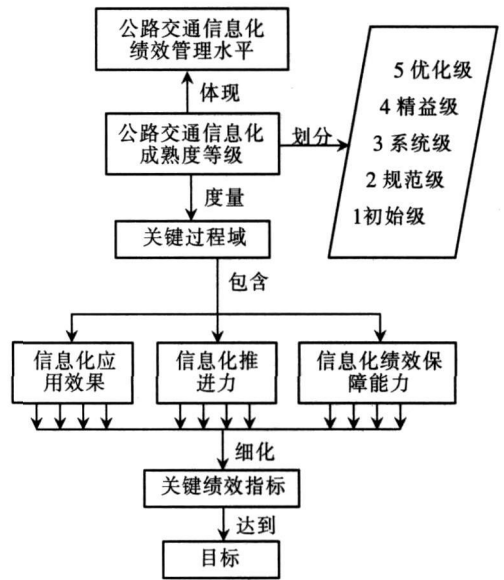 公路交通信息化
绩效管理水平
体现
公路交通信息化
成熟度等级
划分
5 优化级
4 精益级
3 系统级
2 规范级
1初始级
度量
关键过程域
包含
信息化应
用效果
信息化推
进力
信息化绩效保
障能力
细化
关键绩效指标
达到
目标